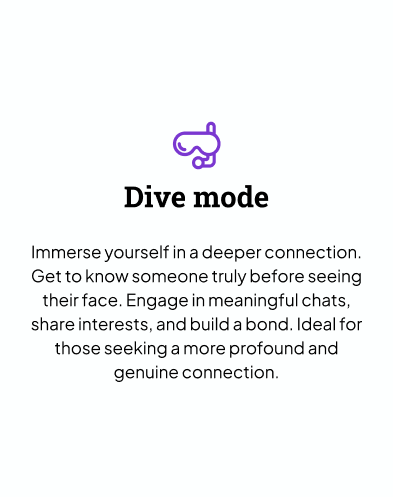 Dive mode
Immerse yourself in a deeper connection.
Get to know someone truly before seeing
their face. Engage in meaningful chats,
share interests, and build a bond. Ideal for
those seeking a more profound and
genuine connection.